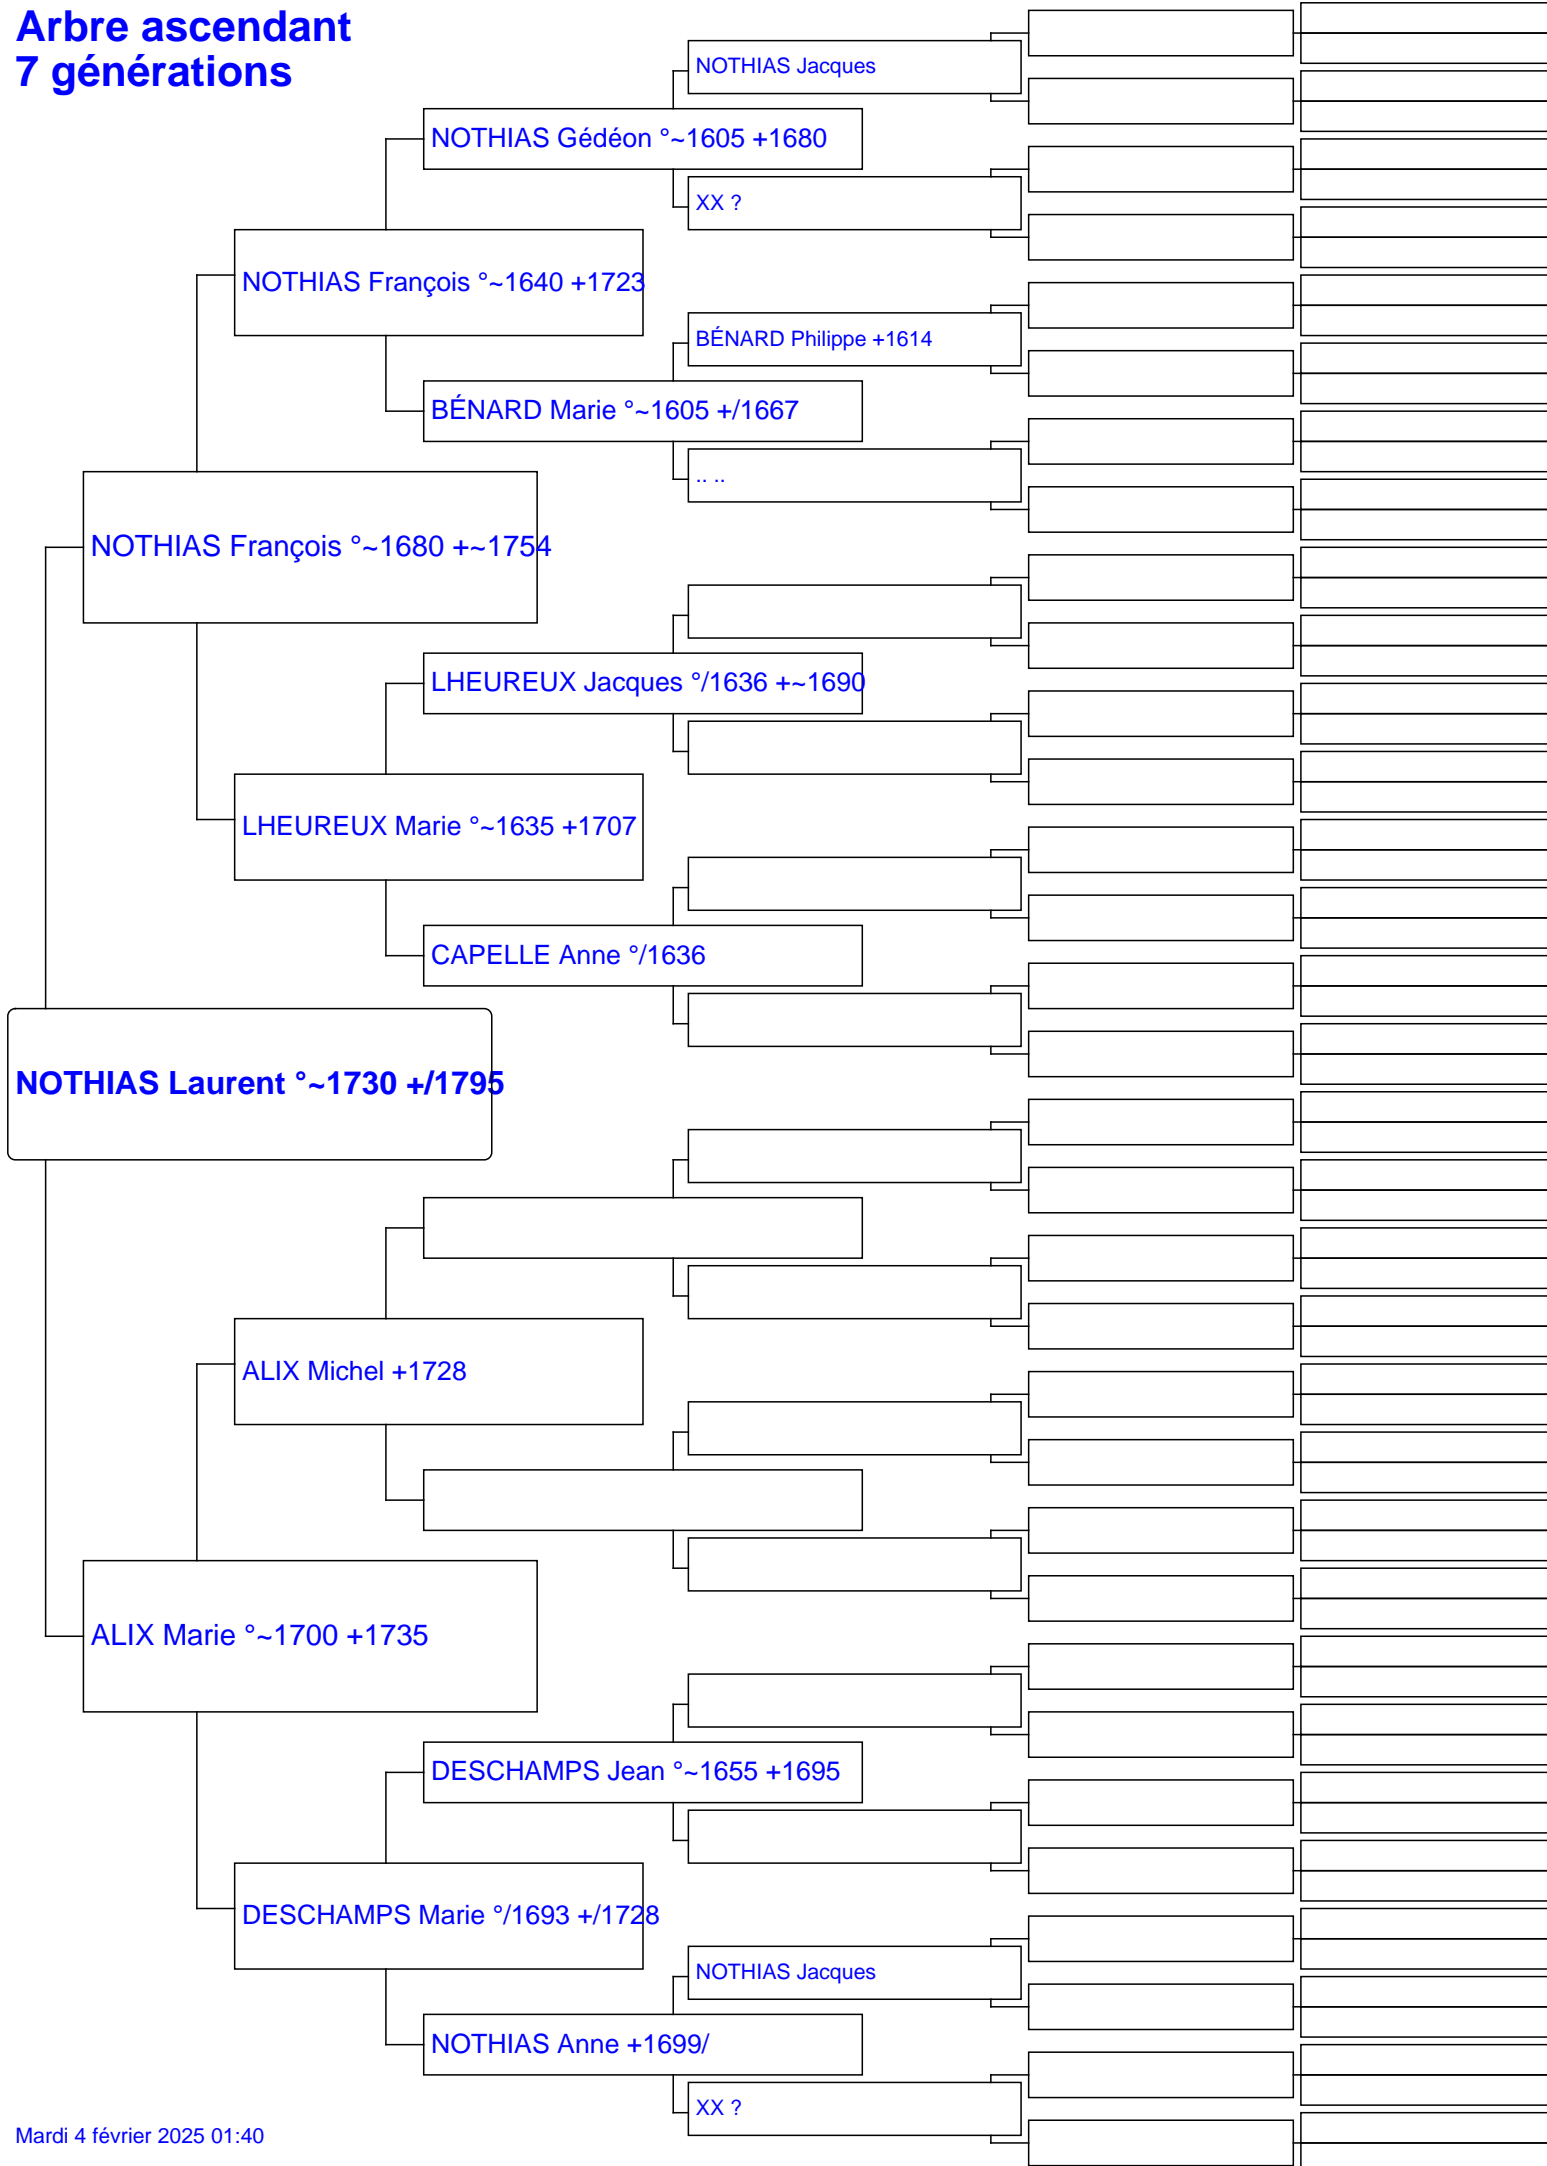 Arbre ascendant
7 générations
NOTHIAS Jacques
NOTHIAS Gédéon °~1605 +1680
XX ?
NOTHIAS François °~1640 +1723
BÉNARD Philippe +1614
BÉNARD Marie °~1605 +/1667
.. ..
NOTHIAS François °~1680 +~1754
LHEUREUX Jacques °/1636 +~1690
LHEUREUX Marie °~1635 +1707
CAPELLE Anne °/1636
NOTHIAS Laurent °~1730 +/1795
ALIX Michel +1728
ALIX Marie °~1700 +1735
DESCHAMPS Jean °~1655 +1695
DESCHAMPS Marie °/1693 +/1728
NOTHIAS Jacques
NOTHIAS Anne +1699/
XX ?
Mardi 4 février 2025 01:40